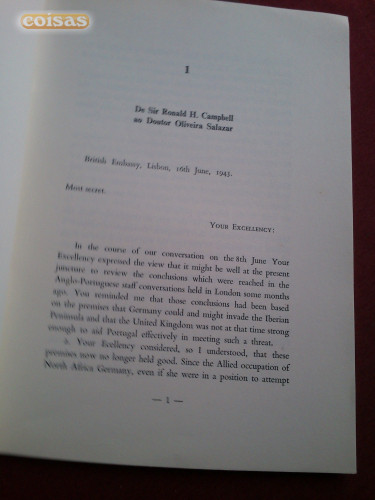 coisas
I
De Sir Ronald H. Campbell
ao Doutor Oliveira Salazar
British Embassy, Lisbon, 16th June, 1943.
Most secret.
YOUR EXCELLENCY:
In the course of our conversation on the 8th June Your
Excellency expressed the view that it might be well at the present
juncture to review the conclusions which were reached in the
Anglo-Portuguese staff conversations held in London some months
ago. You reminded me that those conclusions had been based
on the premises that Germany could and might invade the Iberian
Peninsula and that the United Kingdom was not at that time strong
enough to aid Portugal effectively in meeting such a threat.
2. Your Ecellency considered, so I understood, that these
premises now no longer held good. Since the Allied occupation of
North Africa Germany, even if she were in a position to attempt
— 1 —